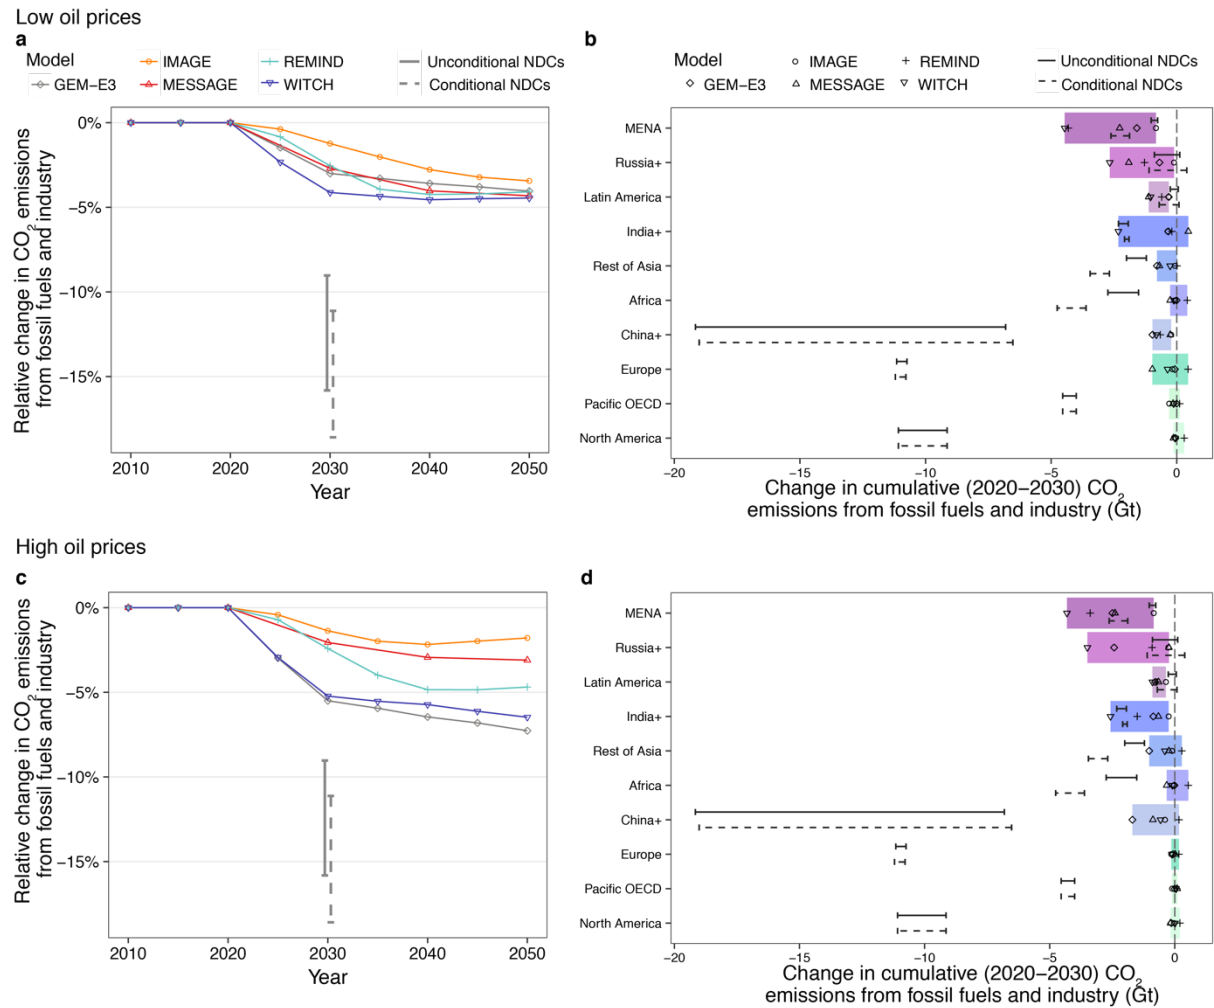 Low oil prices
a
Model
IMAGE
REMIND
Unconditional NDCs
GEM−E3
MESSAGE
WITCH
Conditional NDCs
Relative change in CO2 emissions
from fossil fuels and industry
0%
−5%
−10%
−15%
2010
2020
2030
2040
2050
Year
b
Model
IMAGE
REMIND
Unconditional NDCs
GEM−E3
MESSAGE
WITCH
Conditional NDCs
MENA
Russia+
Latin America
India+
Rest of Asia
Africa
China+
Europe
Pacific OECD
North America
−20
−15
−10
−5
0
Change in cumulative (2020−2030) CO2
emissions from fossil fuels and industry (Gt)
High oil prices
c
Relative change in CO2 emissions
from fossil fuels and industry
0%
−5%
−10%
−15%
2010
2020
2030
2040
2050
Year
d
MENA
Russia+
Latin America
India+
Rest of Asia
Africa
China+
Europe
Pacific OECD
North America
−20
−15
−10
−5
0
Change in cumulative (2020−2030) CO2
emissions from fossil fuels and industry (Gt)